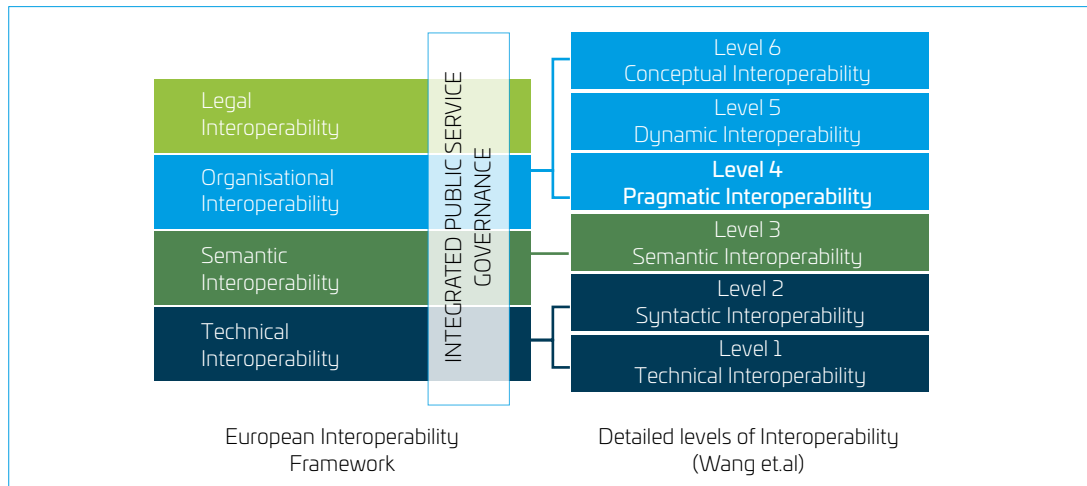 Legal
Interoperability
Organisational
Interoperability
Semantic
Interoperability
Technical
Interoperability
INTEGRATED PUBLIC SERVICE
GOVERNANCE
Level 6
Conceptual Interoperability
Level 5
Dynamic Interoperability
Level 4
Pragmatic Interoperability
Level 3
Semantic Interoperability
Level 2
Syntactic Interoperability
Level 1
Technical Interoperability
European Interoperability
Framework
Detailed levels of Interoperability
(Wang et.al)